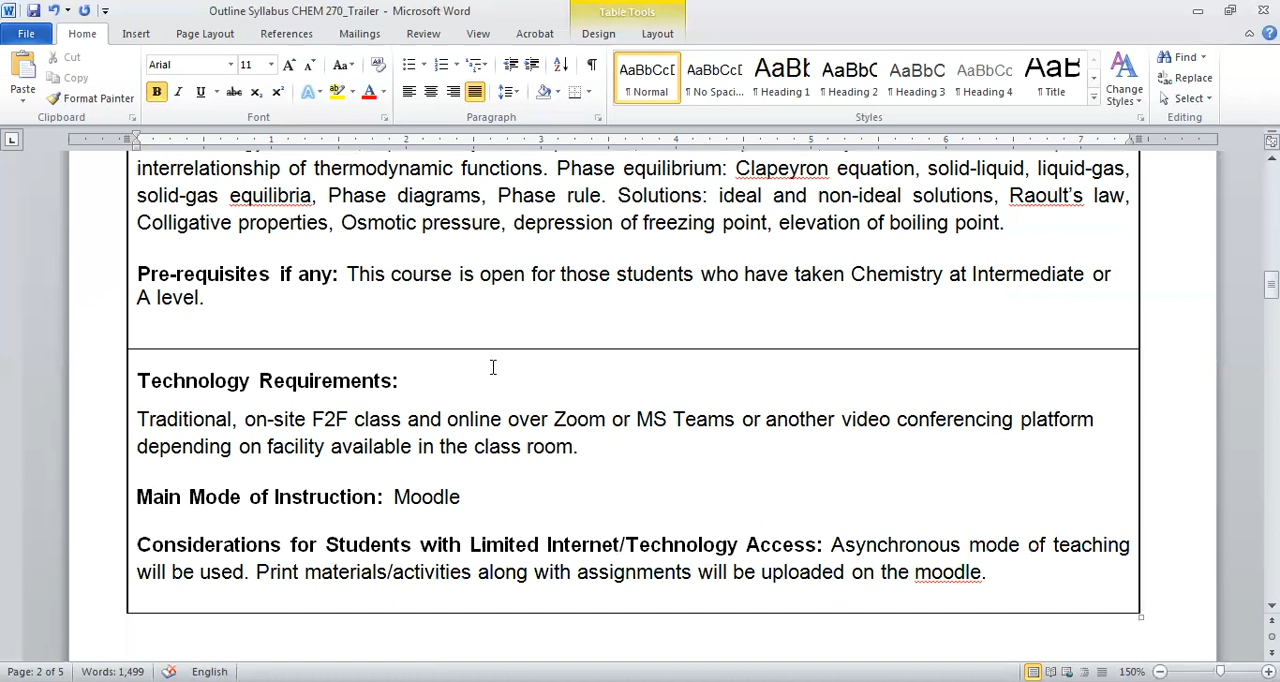 Outline Syllabus CHEM 270_Trailer - Microsoft Word
Table Tools
File Home Insert Page Layout References Mailings Review View Acrobat Design Layout
Paste
Cut
Copy
Format Painter
Clipboard
Arial 11
Font
Paragraph
AaBbCcD AaBbCcD AaBb AaBbC AaBbC AaBbCc AaB
¶ Normal ¶ No Spaci... Heading 1 Heading 2 Heading 3 Heading 4 Title
Change Styles
Styles
Find
Replace
Select
Editing
1 2 3 4 5 6 7
interrelationship of thermodynamic functions. Phase equilibrium: Clapeyron equation, solid-liquid, liquid-gas,
solid-gas equilibria, Phase diagrams, Phase rule. Solutions: ideal and non-ideal solutions, Raoult’s law,
Colligative properties, Osmotic pressure, depression of freezing point, elevation of boiling point.
Pre-requisites if any: This course is open for those students who have taken Chemistry at Intermediate or
A level.
Technology Requirements:
Traditional, on-site F2F class and online over Zoom or MS Teams or another video conferencing platform
depending on facility available in the class room.
Main Mode of Instruction: Moodle
Considerations for Students with Limited Internet/Technology Access: Asynchronous mode of teaching
will be used. Print materials/activities along with assignments will be uploaded on the moodle.
Page: 2 of 5 Words: 1,499 English 150%